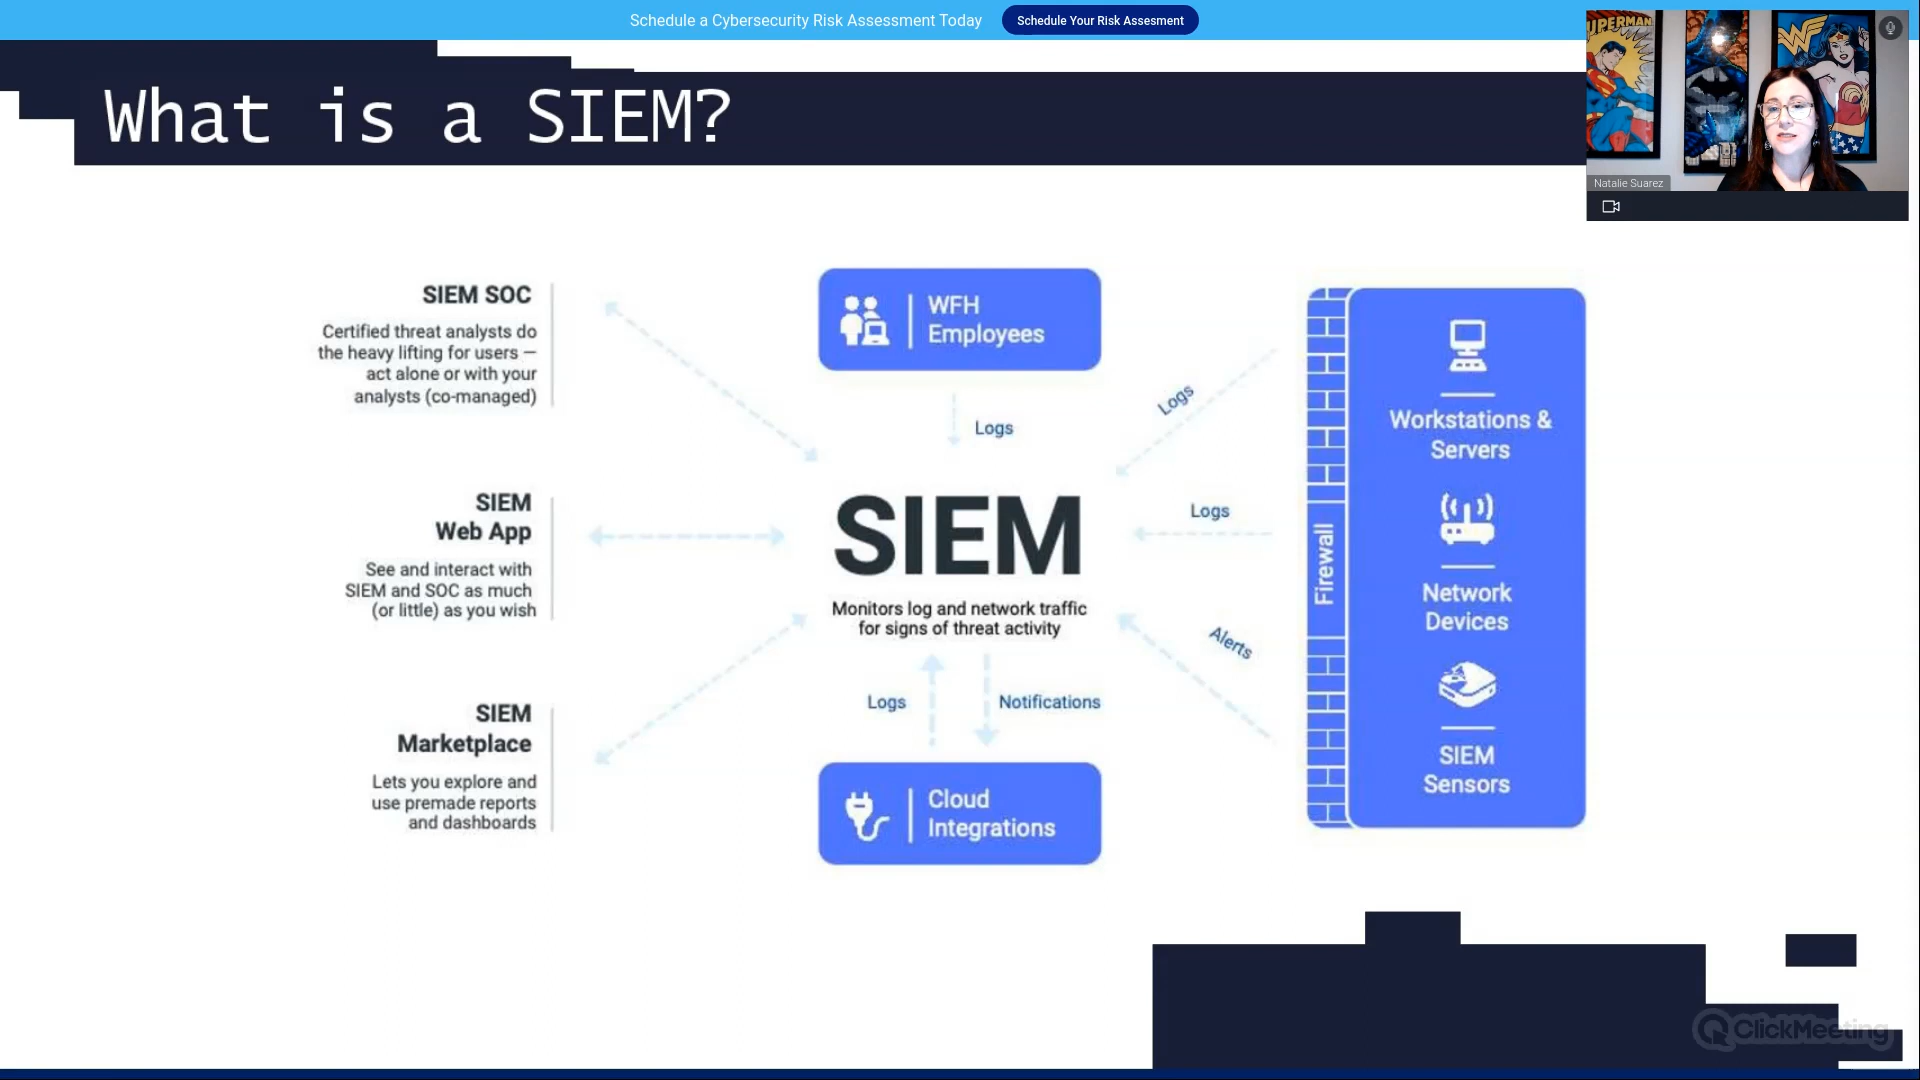 Schedule a Cybersecurity Risk Assessment Today
Schedule Your Risk Assesment
What is a SIEM?
SUPERMAN
Natalie Suarez
SIEM SOC
Certified threat analysts do
the heavy lifting for users —
act alone or with your
analysts (co-managed)
SIEM
Web App
See and interact with
SIEM and SOC as much
(or little) as you wish
SIEM
Marketplace
Lets you explore and
use premade reports
and dashboards
WFH
Employees
Logs
SIEM
Monitors log and network traffic
for signs of threat activity
Logs
Notifications
Cloud
Integrations
Logs
Logs
Alerts
Firewall
Workstations &
Servers
Network
Devices
SIEM
Sensors
ClickMeeting